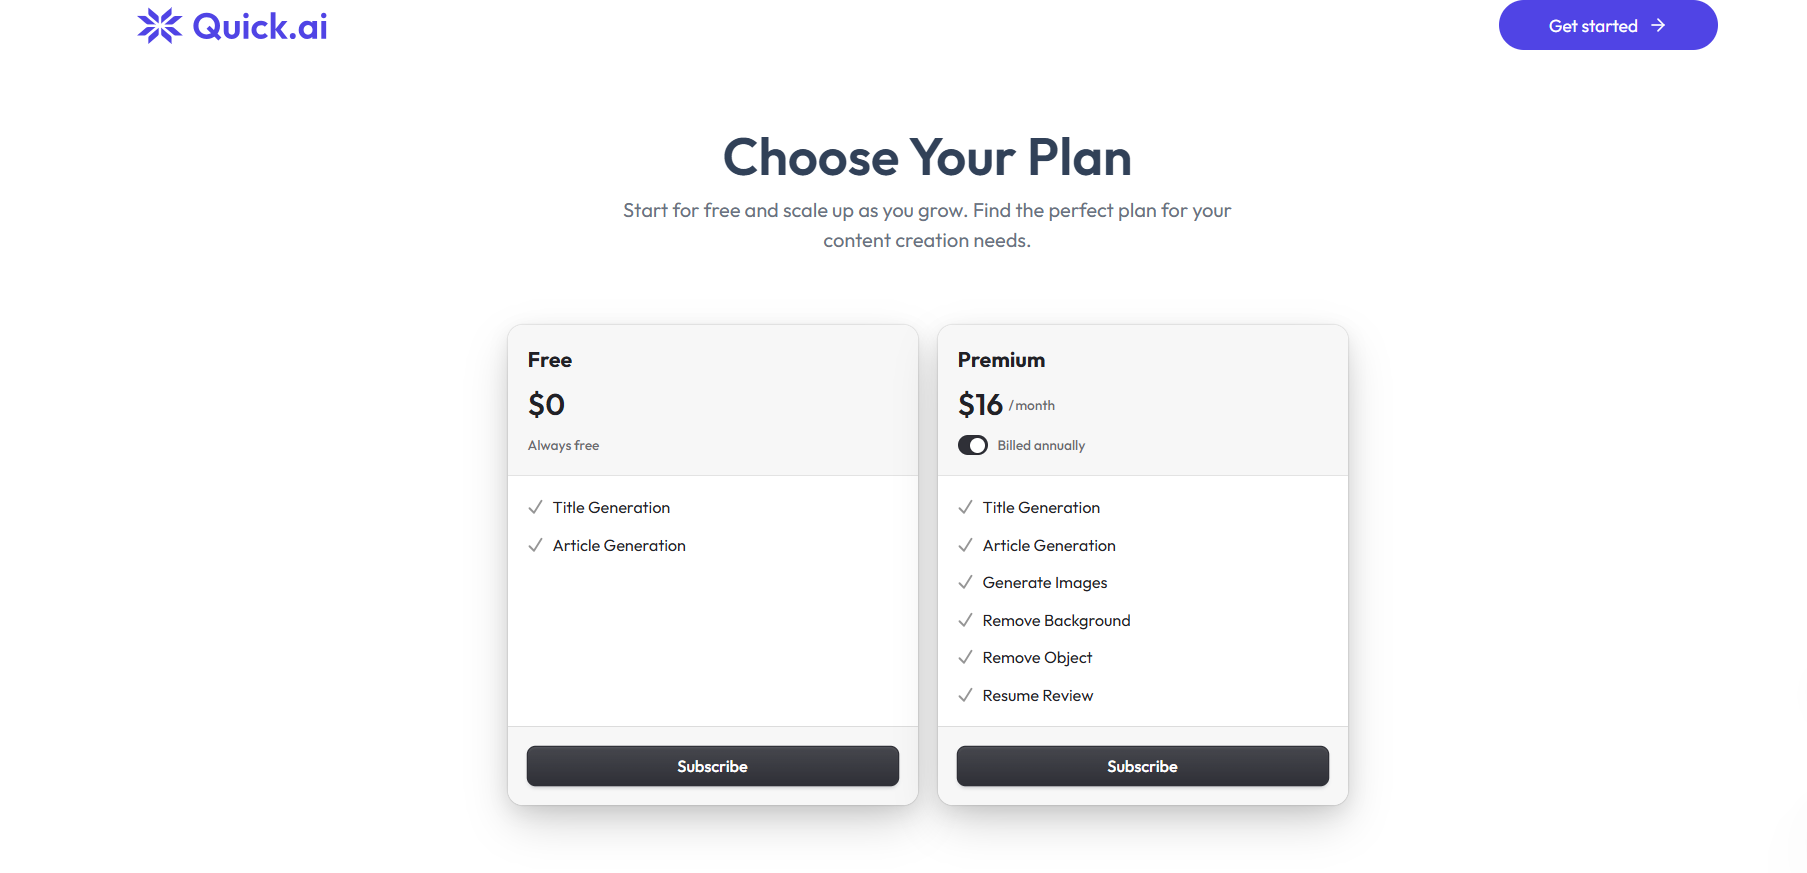 Quick.ai
Get started
Choose Your Plan
Start for free and scale up as you grow. Find the perfect plan for your
content creation needs.
Free
$0
Always free
Title Generation
Article Generation
Subscribe
Premium
$16 /month
Billed annually
Title Generation
Article Generation
Generate Images
Remove Background
Remove Object
Resume Review
Subscribe